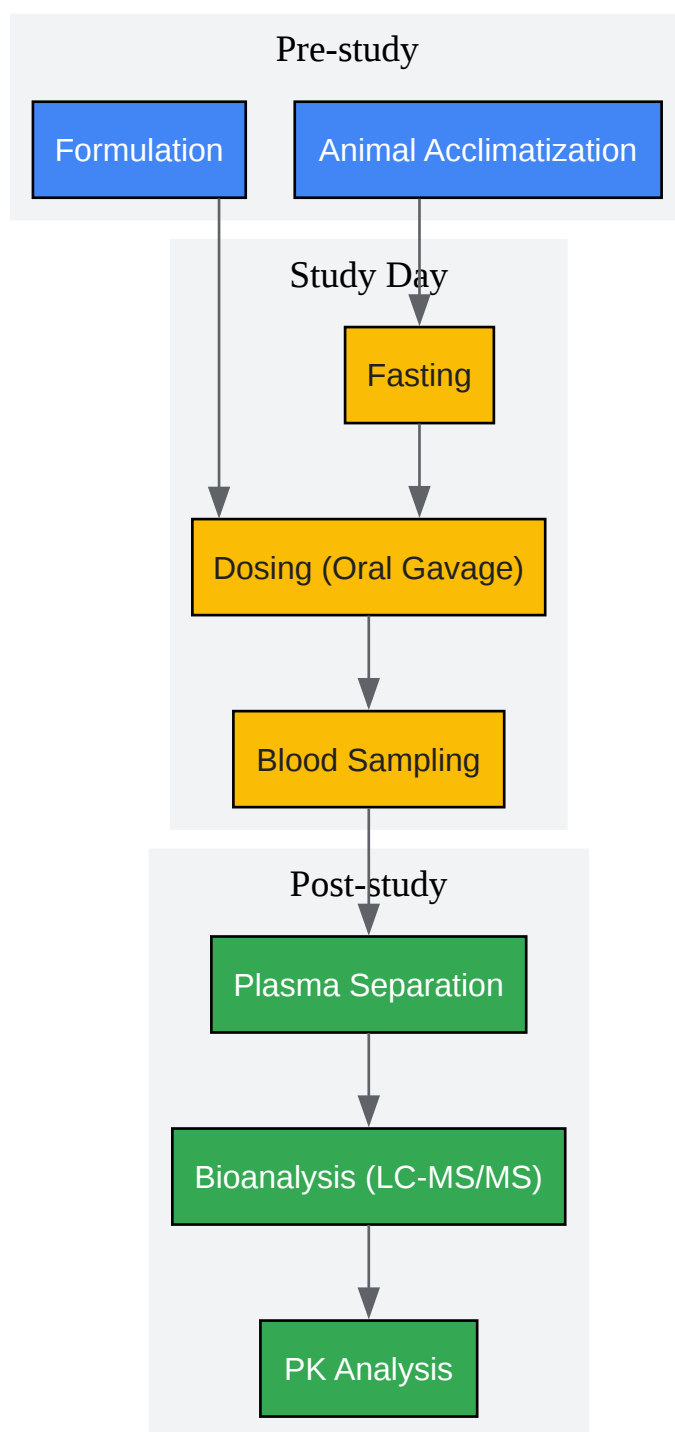 Pre-study
Formulation
Animal Acclimatization
Study Day
Fasting
Dosing (Oral Gavage)
Blood Sampling
Post-study
Plasma Separation
Bioanalysis (LC-MS/MS)
PK Analysis